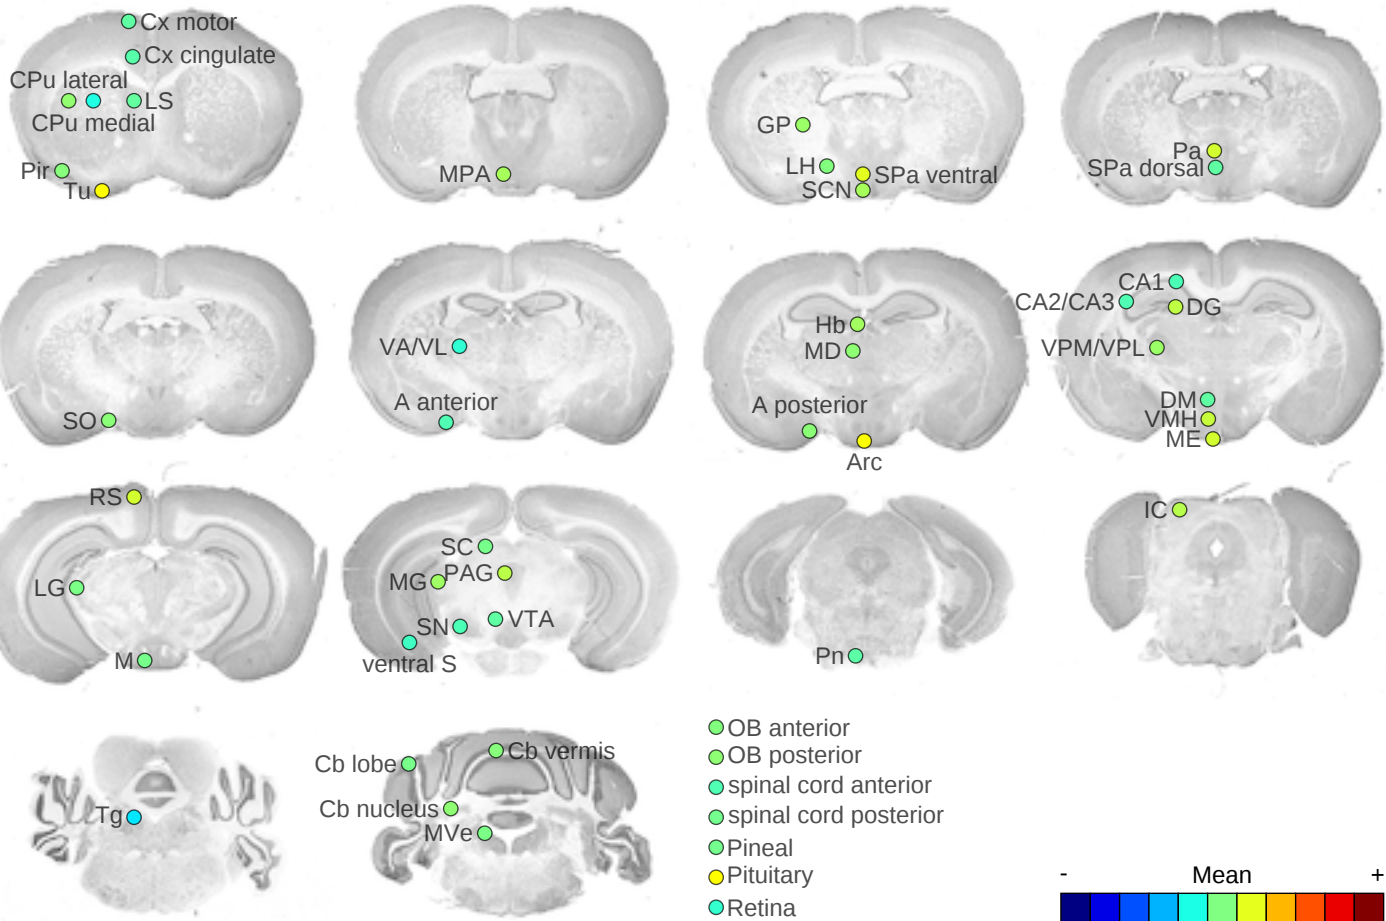 Cx motor
Cx cingulate
CPu lateral
LS
CPu medial
Pir
Tu
MPA
GP
LH
SPa ventral
SCN
Pa
SPa dorsal
SO
VA/VL
A anterior
Hb
MD
A posterior
Arc
CA1
CA2/CA3
DG
VPM/VPL
DM
VMH
ME
RS
LG
M
SC
MG
PAG
SN
VTA
ventral S
Pn
IC
Tg
Cb lobe
Cb vermis
Cb nucleus
MVe
OB anterior
OB posterior
spinal cord anterior
spinal cord posterior
Pineal
Pituitary
Retina
- Mean +